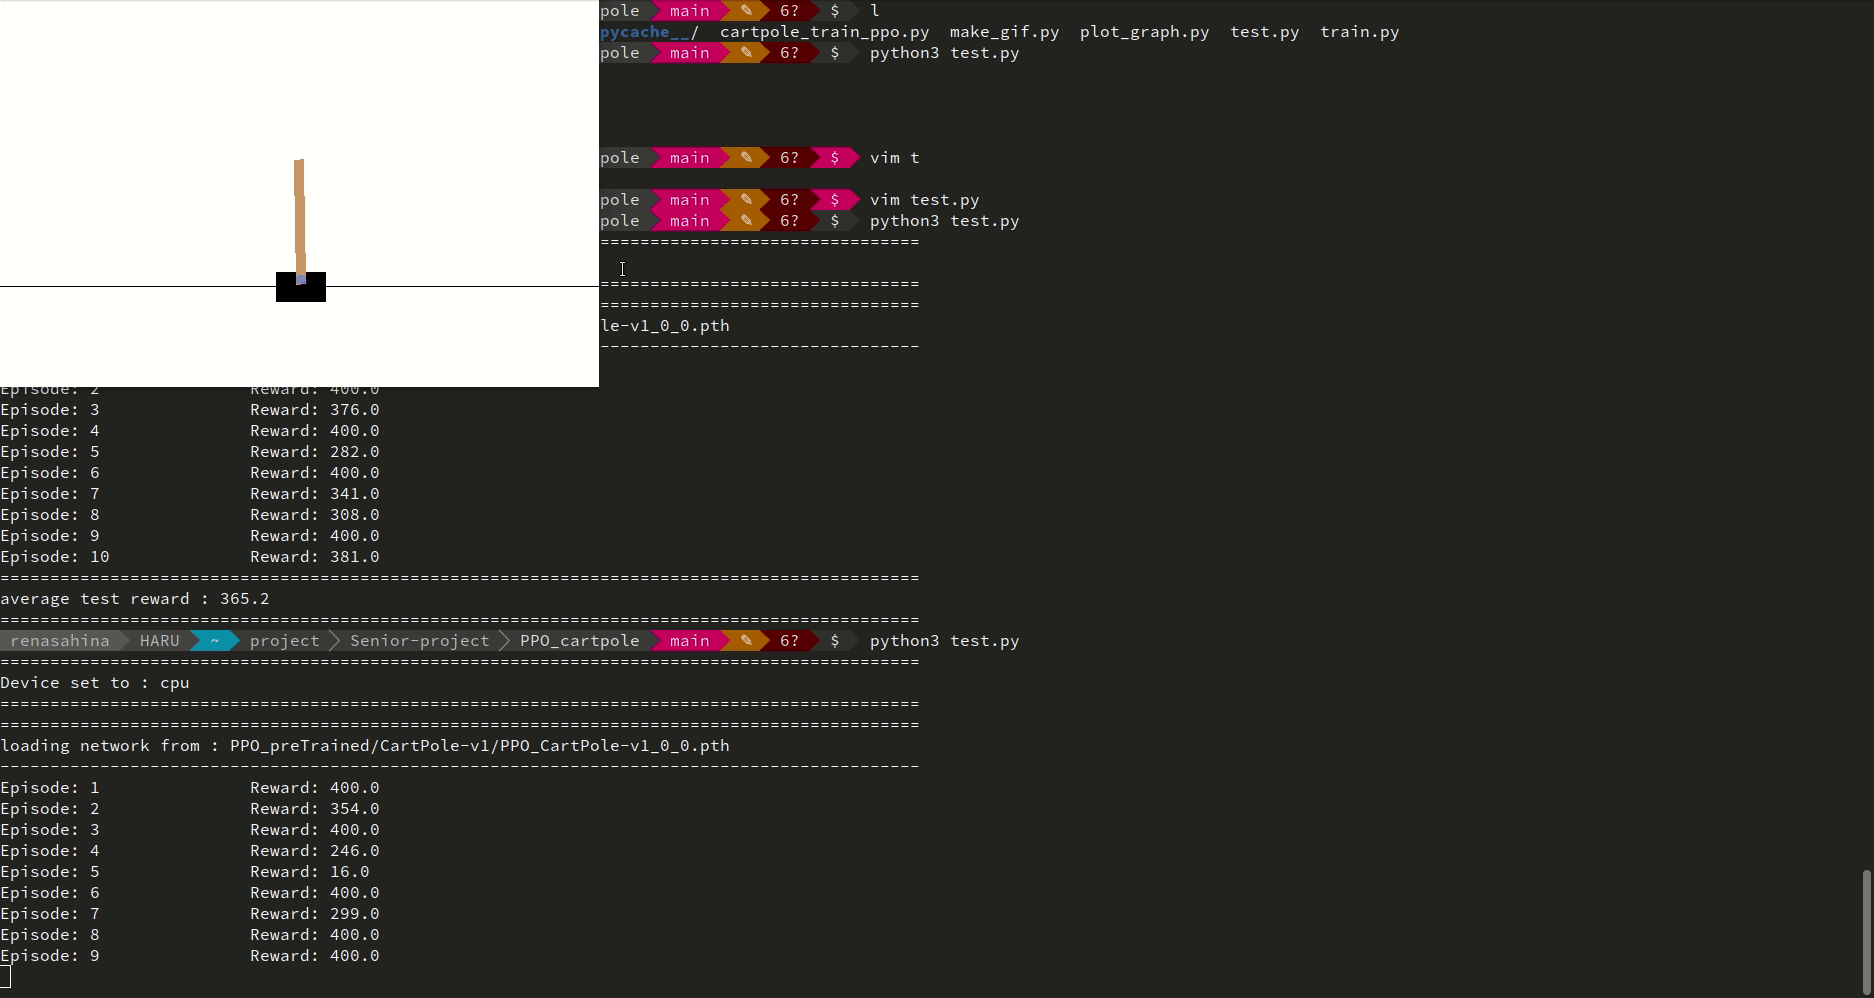 pole main ✎ 6? $ l
pycache__/ cartpole_train_ppo.py make_gif.py plot_graph.py test.py train.py
pole main ✎ 6? $ python3 test.py
pole main ✎ 6? $ vim t
pole main ✎ 6? $ vim test.py
pole main ✎ 6? $ python3 test.py
================================
================================
================================
le-v1_0_0.pth
--------------------------------
Episode: 2 Reward: 400.0
Episode: 3 Reward: 376.0
Episode: 4 Reward: 400.0
Episode: 5 Reward: 282.0
Episode: 6 Reward: 400.0
Episode: 7 Reward: 341.0
Episode: 8 Reward: 308.0
Episode: 9 Reward: 400.0
Episode: 10 Reward: 381.0
============================================================================================
average test reward : 365.2
============================================================================================
renasahina HARU ~ project Senior-project PPO_cartpole main ✎ 6? $ python3 test.py
============================================================================================
Device set to : cpu
============================================================================================
============================================================================================
loading network from : PPO_preTrained/CartPole-v1/PPO_CartPole-v1_0_0.pth
--------------------------------------------------------------------------------------------
Episode: 1 Reward: 400.0
Episode: 2 Reward: 354.0
Episode: 3 Reward: 400.0
Episode: 4 Reward: 246.0
Episode: 5 Reward: 16.0
Episode: 6 Reward: 400.0
Episode: 7 Reward: 299.0
Episode: 8 Reward: 400.0
Episode: 9 Reward: 400.0